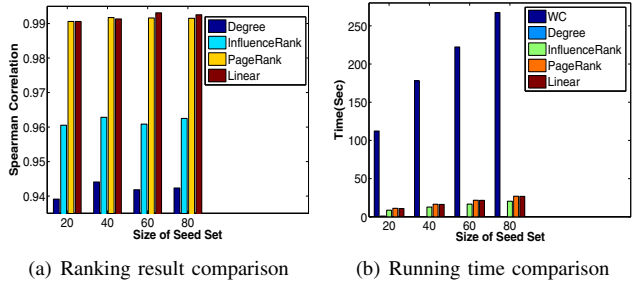 0.99
0.98
0.97
0.96
0.95
0.94
Spearman Correlation
20 40 60 80
Size of Seed Set
Degree
InfluenceRank
PageRank
Linear
(a) Ranking result comparison
250
200
150
100
50
0
Time(Sec)
20 40 60 80
Size of Seed Set
WC
Degree
InfluenceRank
PageRank
Linear
(b) Running time comparison